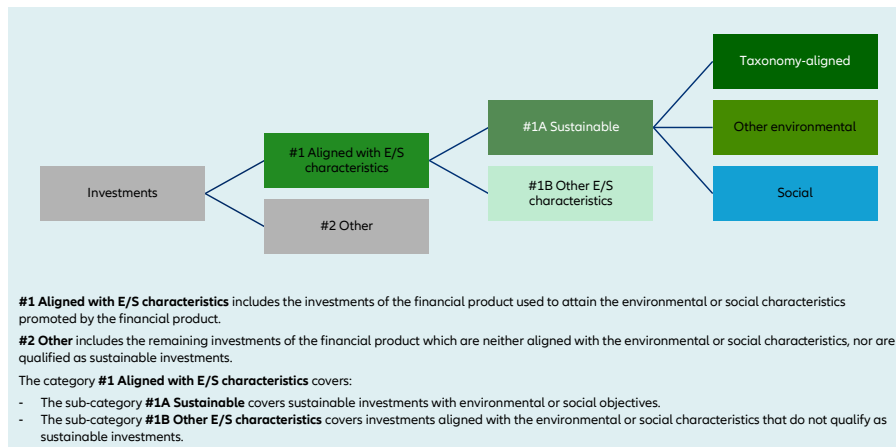 Taxonomy-aligned
#1A Sustainable
Other environmental
#1 Aligned with E/S
characteristics
Investments
#1B Other E/S
characteristics
Social
#2 Other
#1 Aligned with E/S characteristics includes the investments of the financial product used to attain the environmental or social characteristics
promoted by the financial product.
#2 Other includes the remaining investments of the financial product which are neither aligned with the environmental or social characteristics, nor are
qualified as sustainable investments.
The category #1 Aligned with E/S characteristics covers:
- The sub-category #1A Sustainable covers sustainable investments with environmental or social objectives.
- The sub-category #1B Other E/S characteristics covers investments aligned with the environmental or social characteristics that do not qualify as
sustainable investments.